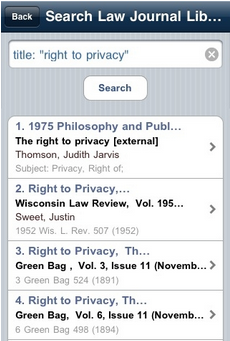 Back Search Law Journal Lib...
title: "right to privacy"
Search
1. 1975 Philosophy and Publ...
The right to privacy [external]
Thomson, Judith Jarvis
Subject: Privacy, Right of;
2. Right to Privacy,...
Wisconsin Law Review, Vol. 195...
Sweet, Justin
1952 Wis. L. Rev. 507 (1952)
3. Right to Privacy, Th...
Green Bag , Vol. 3, Issue 11 (Novemb...
3 Green Bag 524 (1891)
4. Right to Privacy, Th...
Green Bag, Vol. 6, Issue 11 (Novemb...
6 Green Bag 498 (1894)